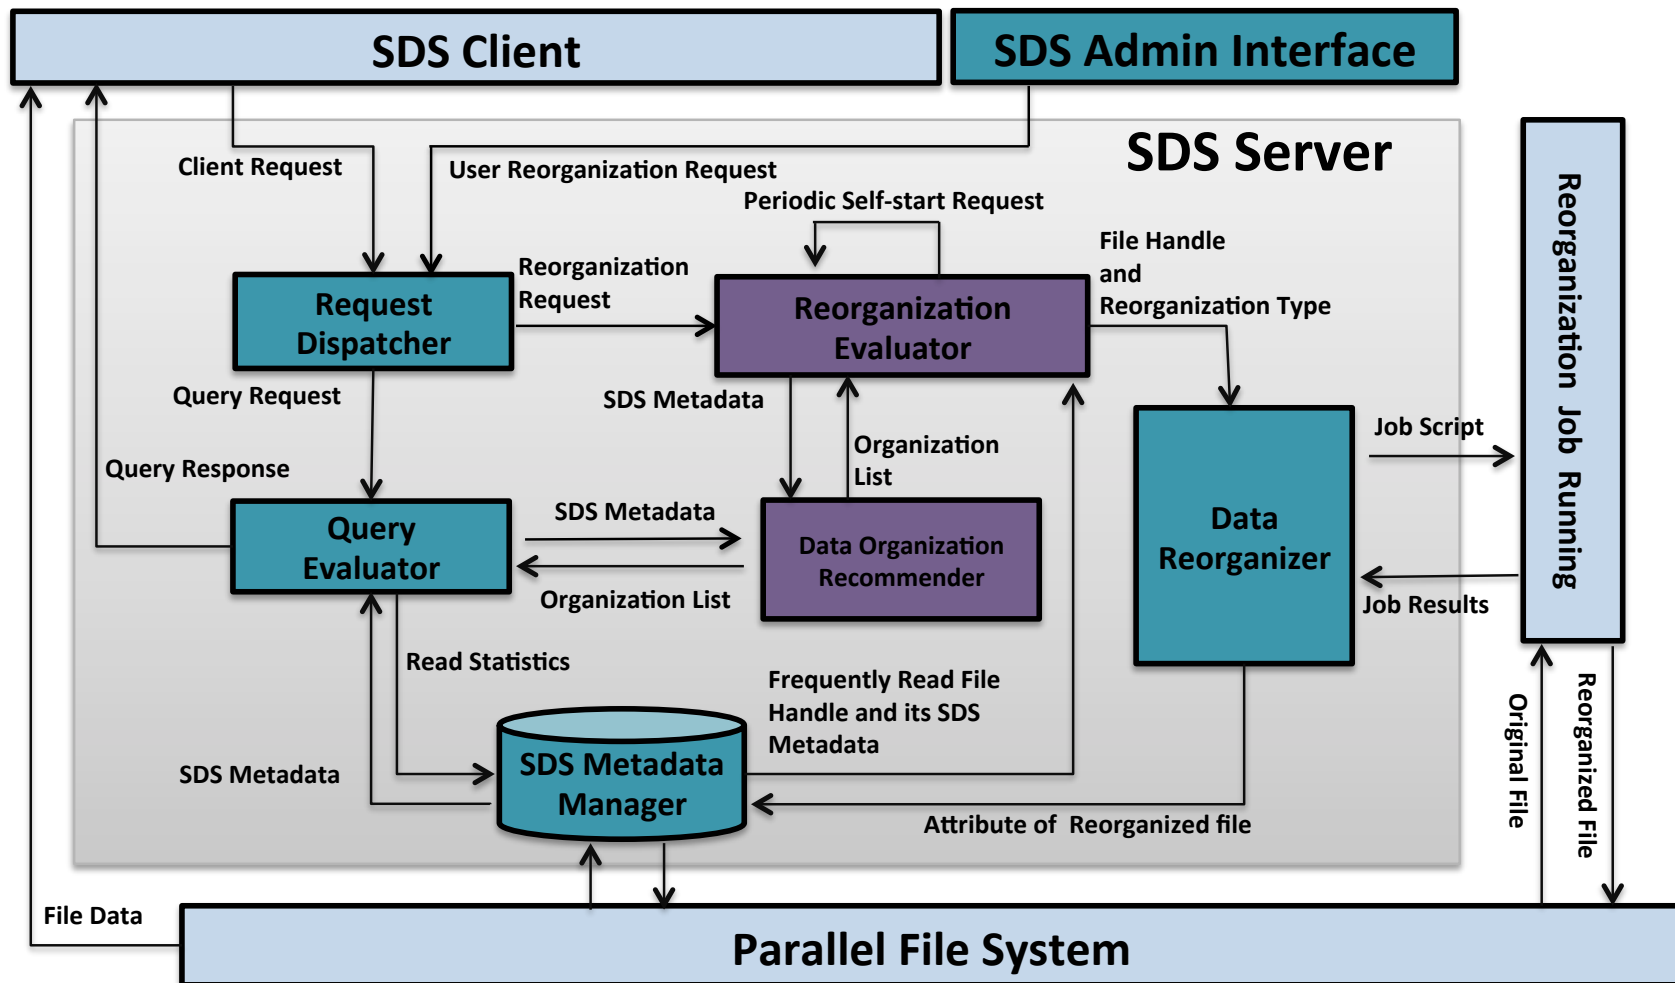 SDS Client
SDS Admin Interface
SDS Server
Client Request
User Reorganization Request
Periodic Self-start Request
File Handle
and
Reorganization Type
Reorganization
Request
Request
Dispatcher
Reorganization
Evaluator
Query Request
SDS Metadata
Organization
List
Job Script
Reorganization Job Running
Query Response
Query
Evaluator
SDS Metadata
Organization List
Data Organization
Recommender
Data
Reorganizer
Job Results
Read Statistics
Frequently Read File
Handle and its SDS
Metadata
Original File
Reorganized File
SDS Metadata
SDS Metadata
Manager
Attribute of  Reorganized file
File Data
Parallel File System